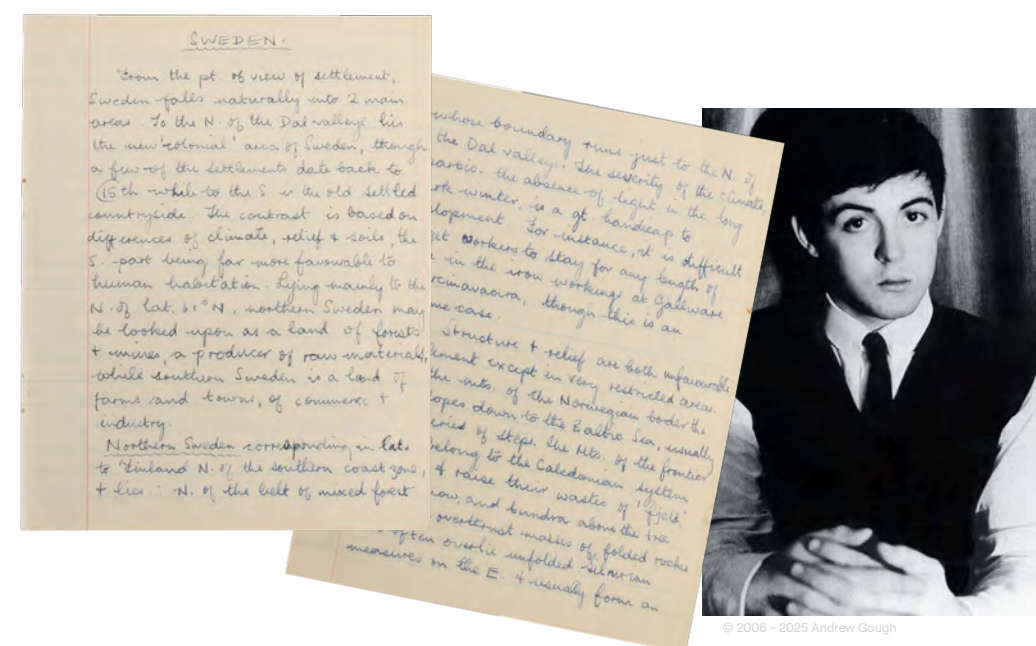 SWEDEN.
From the pt. of view of settlement,
Sweden falls naturally into 2 main
areas. To the N. of the Dal valleys lies
the new 'colonial' area of Sweden, though
a few of the settlements date back to
15th while to the S is the old settled
countryside. The contrast is based on
differences of climate, relief & soils, the
S. part being far more favourable to
human habitation. Lying mainly to the
N. of lat. 61°N, northern Sweden may
be looked upon as a land of forests
+ mines, a producer of raw materials,
while southern Sweden is a land of
farms and towns, of commerce +
industry.
Northern Sweden corresponding in lat.
to Finland N. of the southern coast zone,
+ lies ∴ N. of the belt of mixed forest
whose boundary runs just to the N. of
the Dal valleys. The severity of the climate,
the absence of light in the long
winter, is a gt. handicap to
For instance, it is difficult
workers to stay for any length of
in the iron workings at Gällivare
though this is an
case.
Structure & relief are both unfavourable
except in very restricted areas.
the mts. of the Norwegian border the
down to the Baltic Sea, usually
of steps. The Mts. of the frontier
belong to the Caledonian system
& raise their wastes of 'fjeld'
and tundra above the tree
overthrust masses of folded rocks
often overlie unfolded silurian
measures on the E. & usually form an
© 2006 – 2025 Andrew Gough